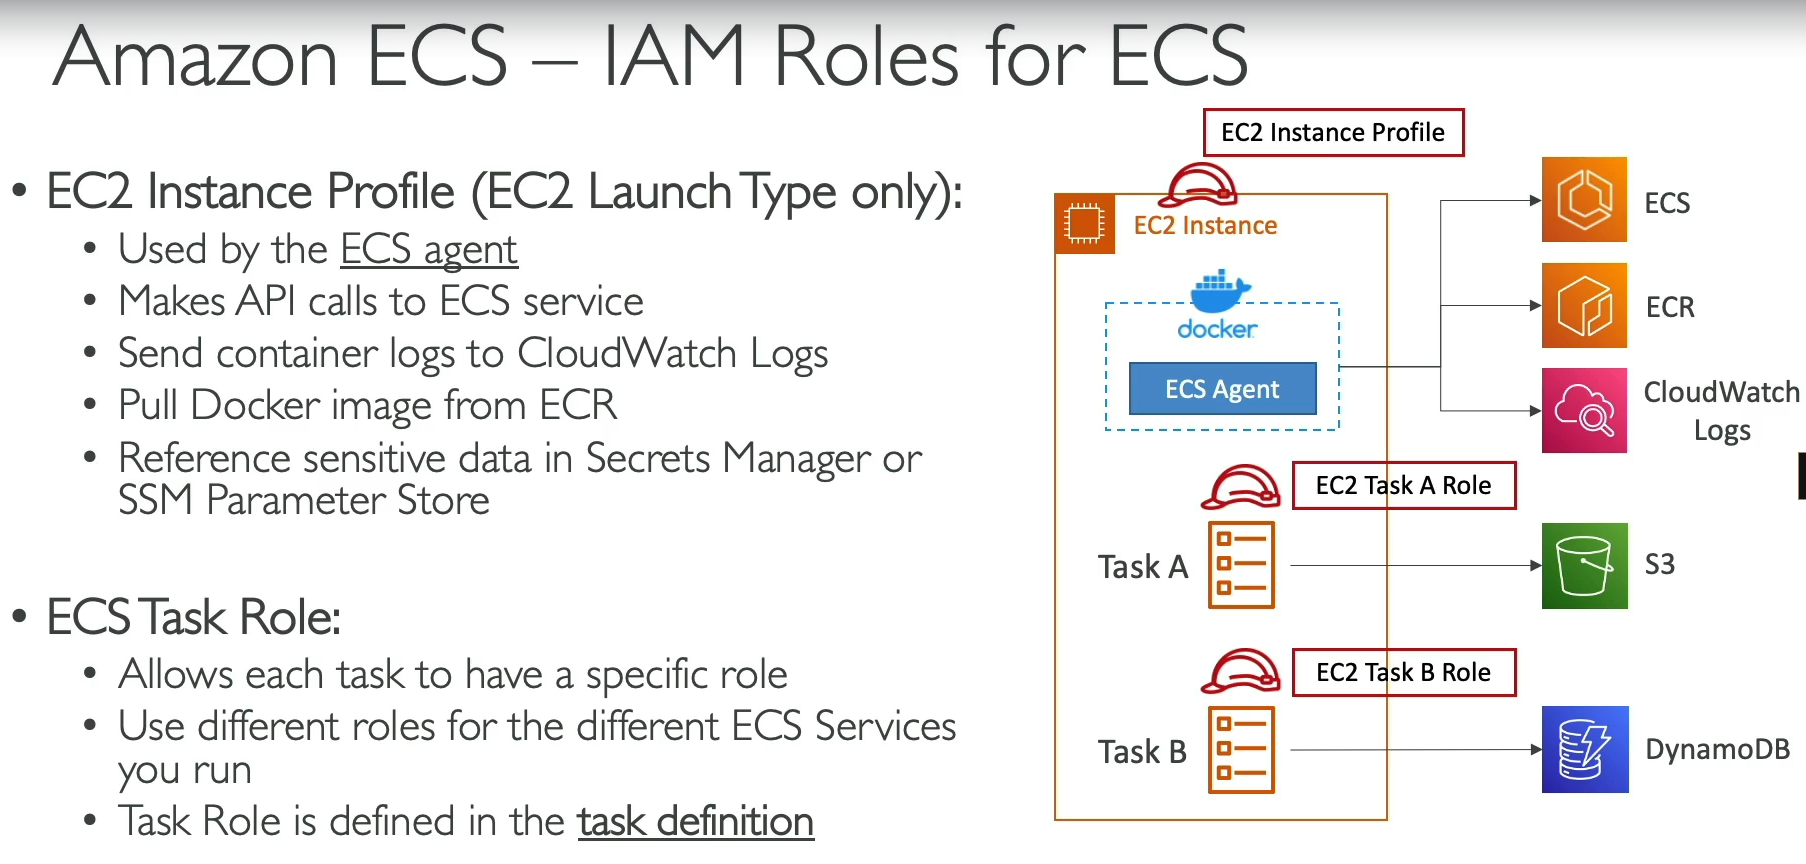 Amazon ECS – IAM Roles for ECS
• EC2 Instance Profile (EC2 Launch Type only):
• Used by the ECS agent
• Makes API calls to ECS service
• Send container logs to CloudWatch Logs
• Pull Docker image from ECR
• Reference sensitive data in Secrets Manager or
SSM Parameter Store
• ECS Task Role:
• Allows each task to have a specific role
• Use different roles for the different ECS Services
you run
• Task Role is defined in the task definition
EC2 Instance Profile
EC2 Instance
docker
ECS Agent
ECS
ECR
CloudWatch
Logs
EC2 Task A Role
Task A
S3
EC2 Task B Role
Task B
DynamoDB